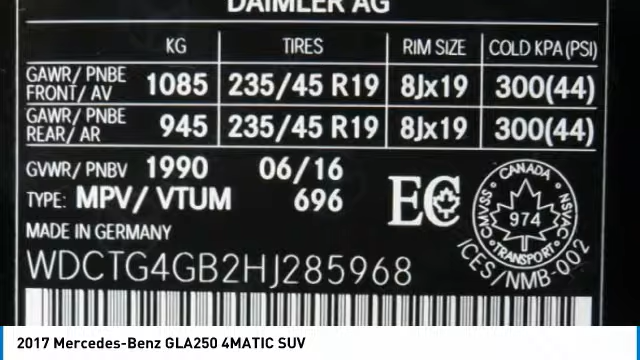 DAIMLER AG
KG TIRES RIM SIZE COLD KPA (PSI)
GAWR/ PNBE FRONT/ AV 1085 235/45 R19 8Jx19 300(44)
GAWR/ PNBE REAR/ AR 945 235/45 R19 8Jx19 300(44)
GVWR/ PNBV 1990 06/16
TYPE: MPV/ VTUM 696
EC
CANADA
CMVSS 974 NSVAC
TRANSPORT
ICES/NMB-002
MADE IN GERMANY
WDCTG4GB2HJ285968
2017 Mercedes-Benz GLA250 4MATIC SUV